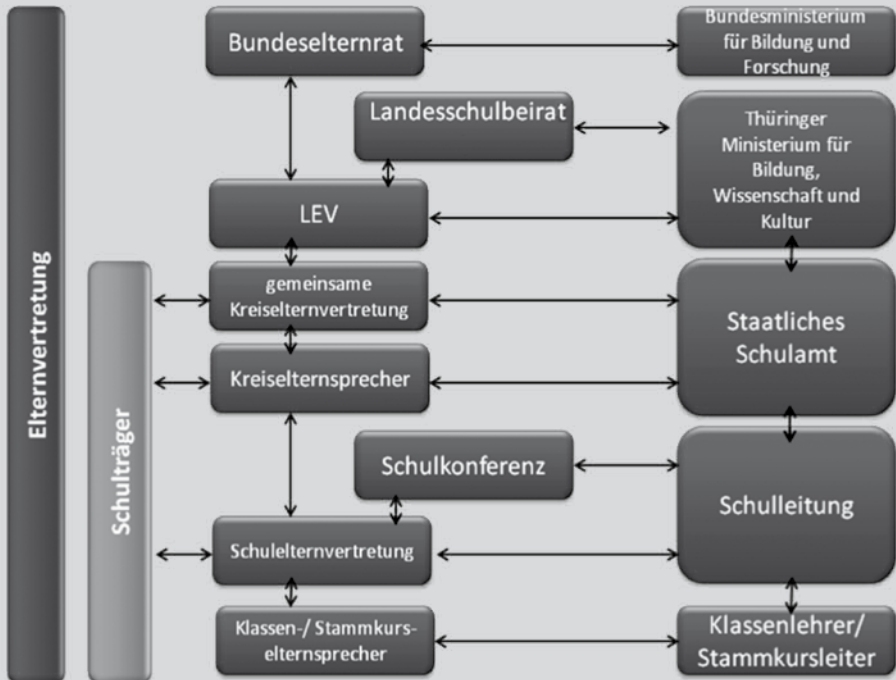 Bundeselternrat
Bundesministerium
für Bildung und
Forschung
Landesschulbeirat
Thüringer
Ministerium für
Bildung,
Wissenschaft und
Kultur
LEV
Elternvertretung
Schulträger
gemeinsame
Kreiselternvertretung
Staatliches
Schulamt
Kreiselternsprecher
Schulkonferenz
Schulleitung
Schulelternvertretung
Klassen-/ Stammkurs-
elternsprecher
Klassenlehrer/
Stammkursleiter